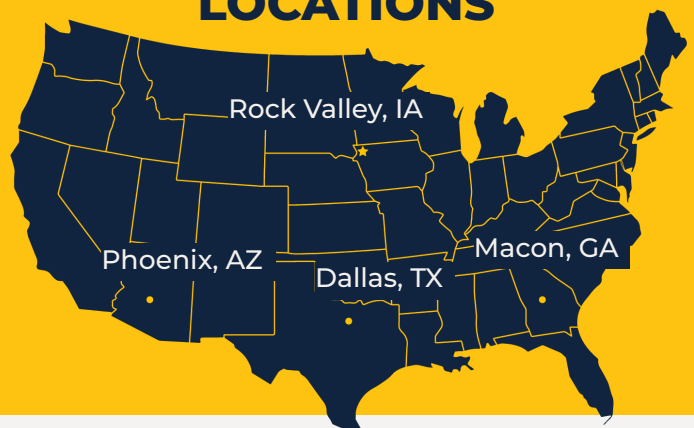 LOCATIONS
Rock Valley, IA
Macon, GA
Phoenix, AZ
Dallas, TX